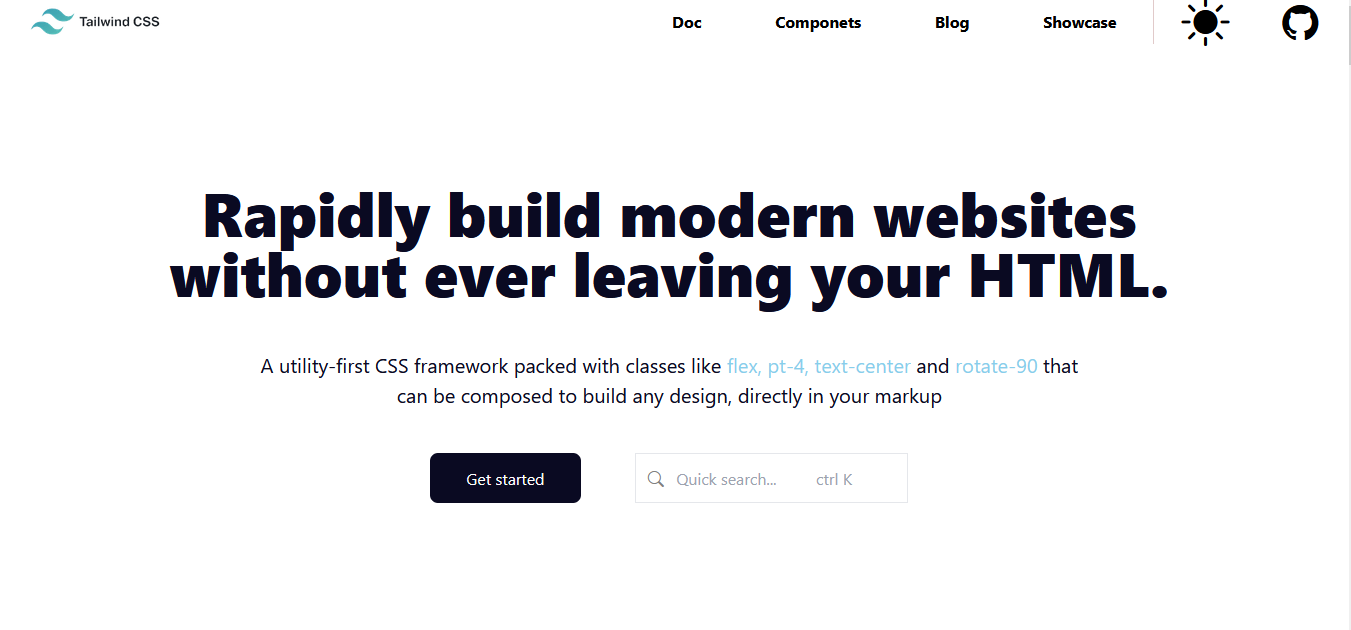 Tailwind CSS
Doc
Componets
Blog
Showcase
Rapidly build modern websites
without ever leaving your HTML.
A utility-first CSS framework packed with classes like flex, pt-4, text-center and rotate-90 that
can be composed to build any design, directly in your markup
Get started
Quick search...
ctrl K